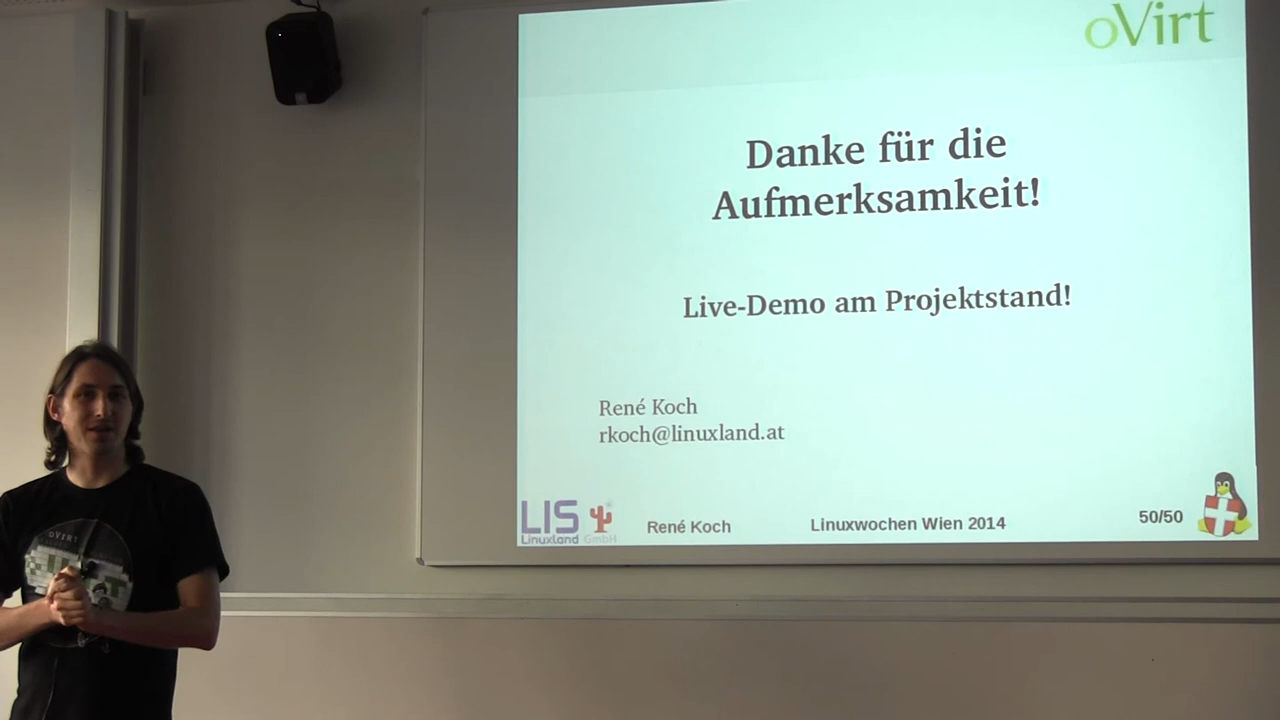 oVirt
Danke für die
Aufmerksamkeit!
Live-Demo am Projektstand!
René Koch
rkoch@linuxland.at
LIS
Linuxland GmbH
René Koch
Linuxwochen Wien 2014
50/50
oVIRT